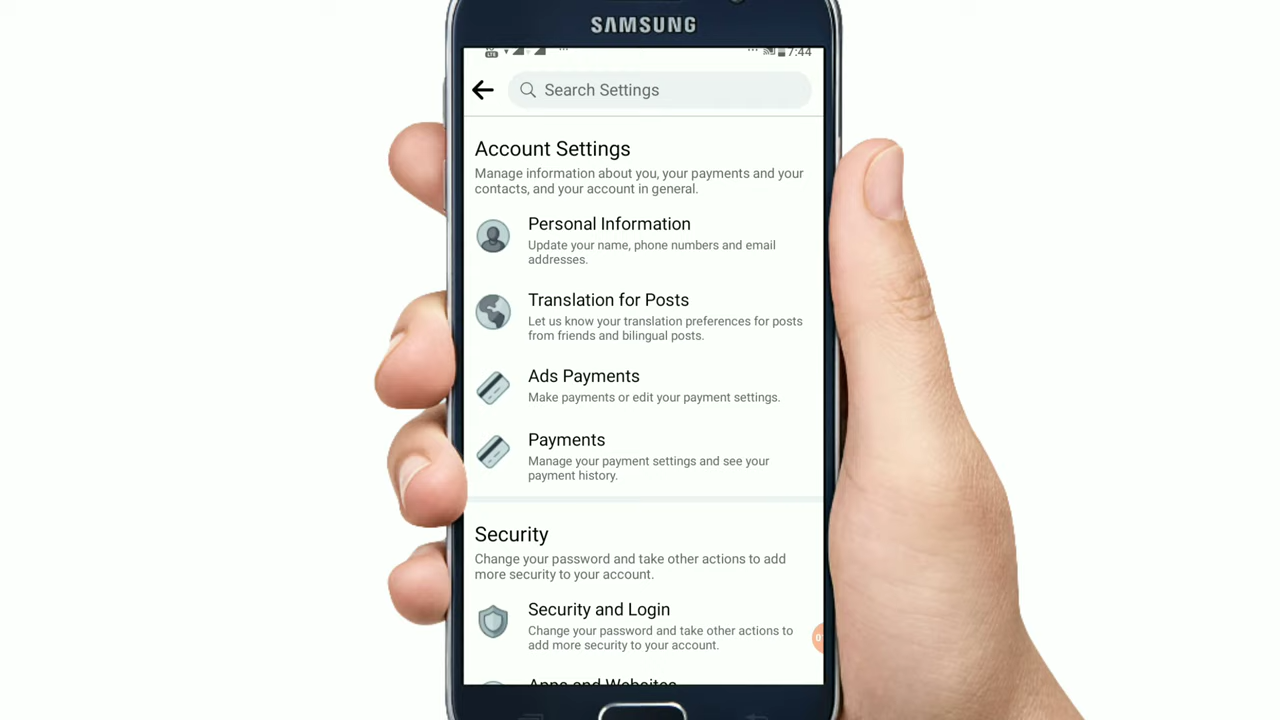 SAMSUNG
LTE 7:44
Search Settings
Account Settings
Manage information about you, your payments and your
contacts, and your account in general.
Personal Information
Update your name, phone numbers and email
addresses.
Translation for Posts
Let us know your translation preferences for posts
from friends and bilingual posts.
Ads Payments
Make payments or edit your payment settings.
Payments
Manage your payment settings and see your
payment history.
Security
Change your password and take other actions to add
more security to your account.
Security and Login
Change your password and take other actions to
add more security to your account.
Apps and Websites